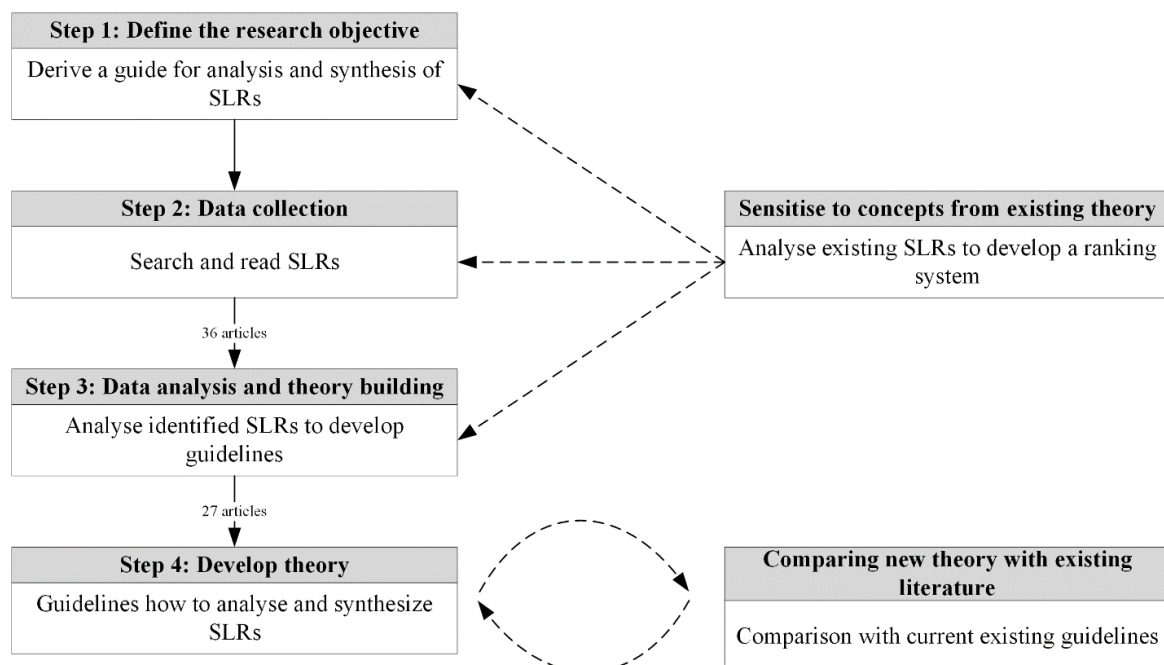 Step 1: Define the research objective
Derive a guide for analysis and synthesis of
SLRs
Step 2: Data collection
Search and read SLRs
36 articles
Step 3: Data analysis and theory building
Analyse identified SLRs to develop
guidelines
27 articles
Step 4: Develop theory
Guidelines how to analyse and synthesize
SLRs
Sensitise to concepts from existing theory
Analyse existing SLRs to develop a ranking
system
Comparing new theory with existing
literature
Comparison with current existing guidelines